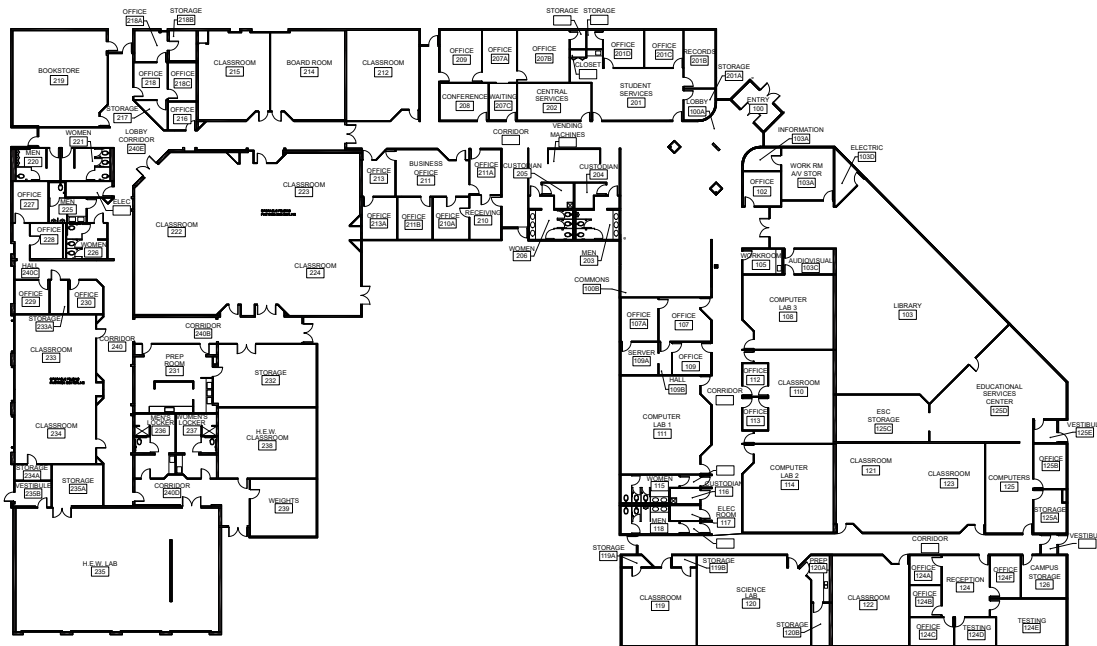 OFFICE
218A
STORAGE
218B
STORAGE
STORAGE
BOOKSTORE
219
OFFICE
218
OFFICE
218C
STORAGE
217
OFFICE
216
CLASSROOM
215
BOARD ROOM
214
CLASSROOM
212
OFFICE
209
OFFICE
207A
OFFICE
207B
CLOSET
OFFICE
201D
OFFICE
201C
RECORDS
201B
STORAGE
201A
CONFERENCE
208
WAITING
207C
CENTRAL
SERVICES
202
STUDENT
SERVICES
201
LOBBY
100A
ENTRY
100
INFORMATION
103A
ELECTRIC
103D
WORK RM
A/V STOR
103A
OFFICE
102
WOMEN
221
LOBBY
CORRIDOR
240E
MEN
220
OFFICE
227
MEN
225
ELEC
OFFICE
228
WOMEN
226
HALL
240C
OFFICE
229
OFFICE
230
STORAGE
233A
CLASSROOM
223
CLASSROOM
222
CLASSROOM
224
OFFICE
213
BUSINESS
OFFICE
211
OFFICE
211A
OFFICE
213A
OFFICE
211B
OFFICE
210A
RECEIVING
210
CORRIDOR
VENDING
MACHINES
CUSTODIAN
205
CUSTODIAN
204
WOMEN
206
MEN
203
COMMONS
100B
WORKROOM
105
AUDIOVISUAL
103C
LIBRARY
103
COMPUTER
LAB 3
108
OFFICE
107A
OFFICE
107
SERVER
109A
OFFICE
109
HALL
109B
CORRIDOR
OFFICE
112
OFFICE
113
CLASSROOM
110
EDUCATIONAL
SERVICES
CENTER
125D
ESC
STORAGE
125C
VESTIBUL
125E
COMPUTER
LAB 1
111
COMPUTER
LAB 2
114
CLASSROOM
121
CLASSROOM
123
COMPUTERS
125
OFFICE
125B
STORAGE
125A
VESTIBU
WOMEN
115
CUSTODIAN
116
ELEC
ROOM
117
MEN
118
CORRIDOR
240B
CORRIDOR
240
CLASSROOM
233
CLASSROOM
234
PREP
ROOM
231
STORAGE
232
MEN'S
LOCKER
236
WOMEN'S
LOCKER
237
H.E.W.
CLASSROOM
238
STORAGE
234A
VESTIBULE
235B
STORAGE
235A
CORRIDOR
240D
WEIGHTS
239
H.E.W. LAB
235
STORAGE
119A
STORAGE
119B
CLASSROOM
119
SCIENCE
LAB
120
PREP
120A
STORAGE
120B
CLASSROOM
122
CORRIDOR
OFFICE
124A
OFFICE
124B
OFFICE
124C
RECEPTION
124
TESTING
124D
OFFICE
124F
CAMPUS
STORAGE
126
TESTING
124E